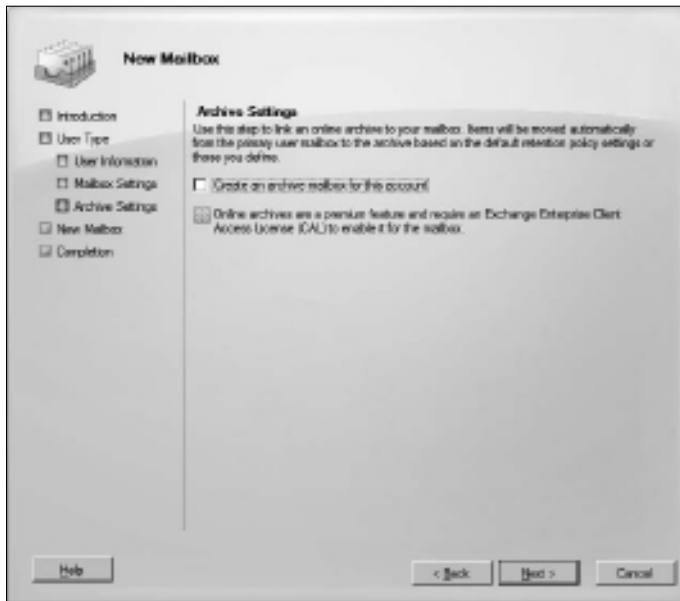 New Mailbox
Introduction
User Type
User Information
Mailbox Settings
Archive Settings
New Mailbox
Completion
Archive Settings
Use this step to link an online archive to your mailbox. Items will be moved automatically
from the primary user mailbox to the archive based on the default retention policy settings or
those you define.
Create an archive mailbox for this account
Online archives are a premium feature and require an Exchange Enterprise Client
Access License (CAL) to enable it for the mailbox.
Help
< Back
Next >
Cancel